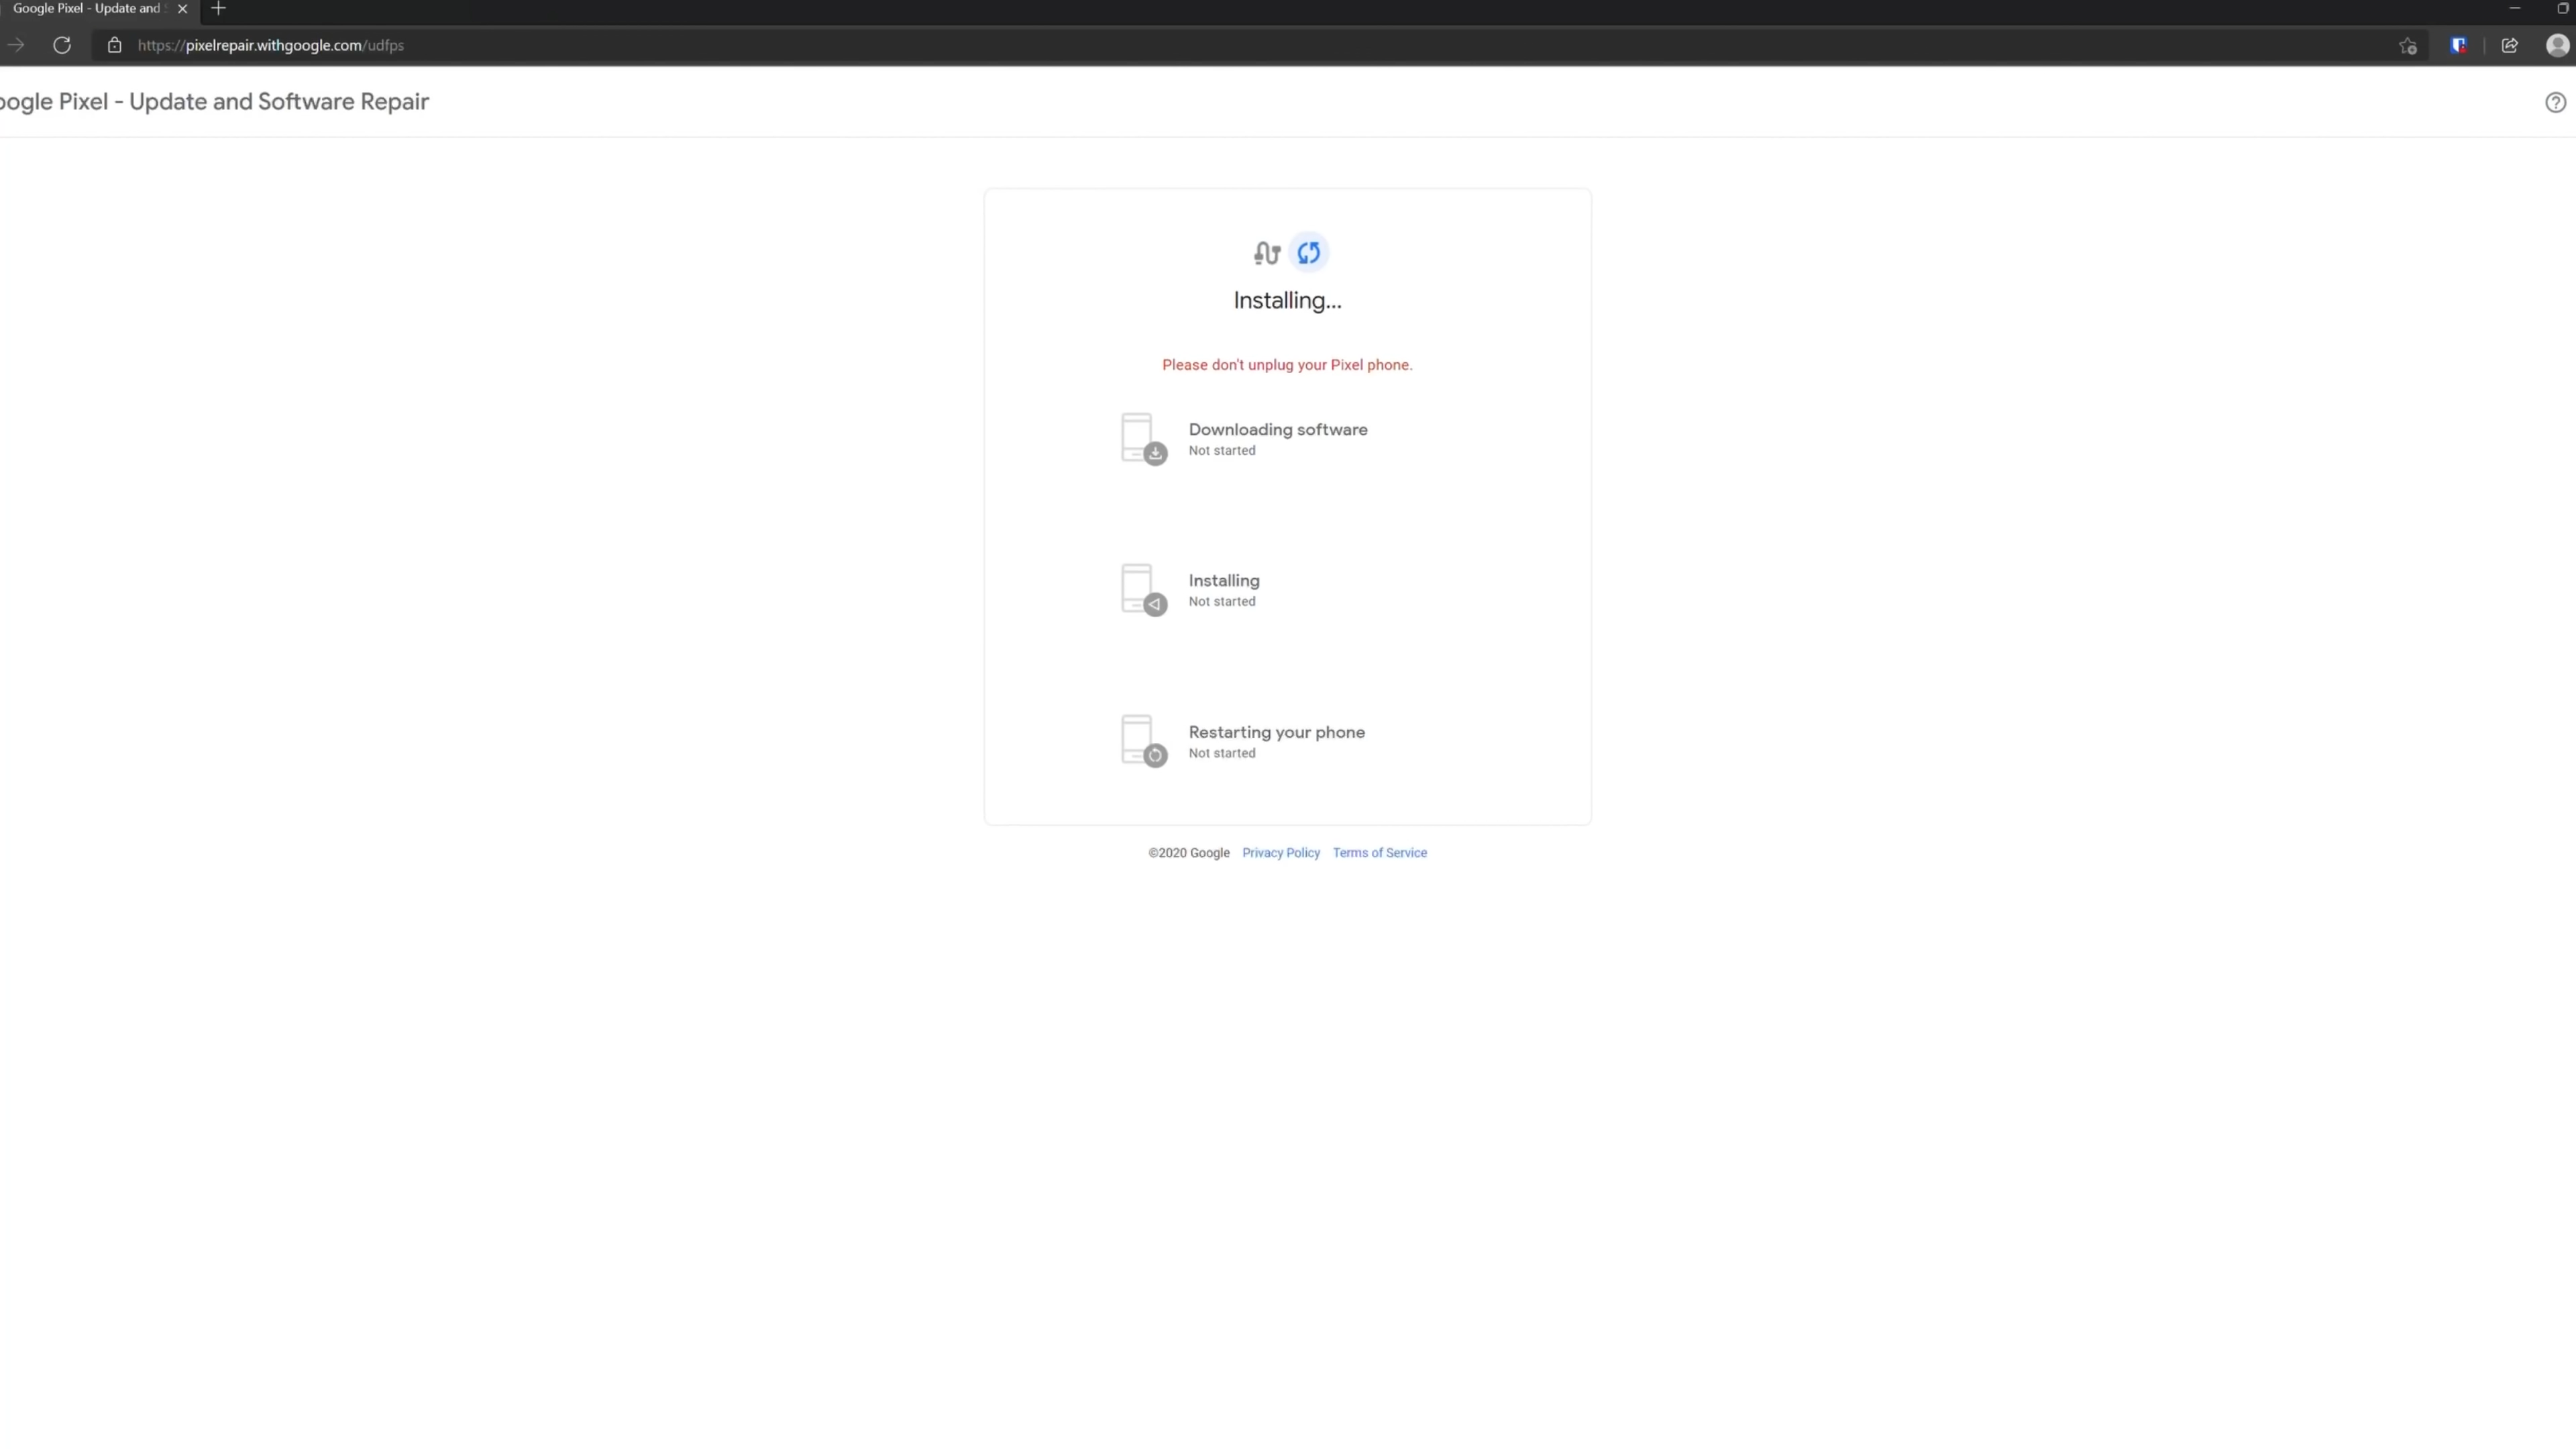 Google Pixel - Update and
https://pixelrepair.withgoogle.com/udfps
oogle Pixel - Update and Software Repair
Installing...
Please don't unplug your Pixel phone.
Downloading software
Not started
Installing
Not started
Restarting your phone
Not started
©2020 Google Privacy Policy Terms of Service